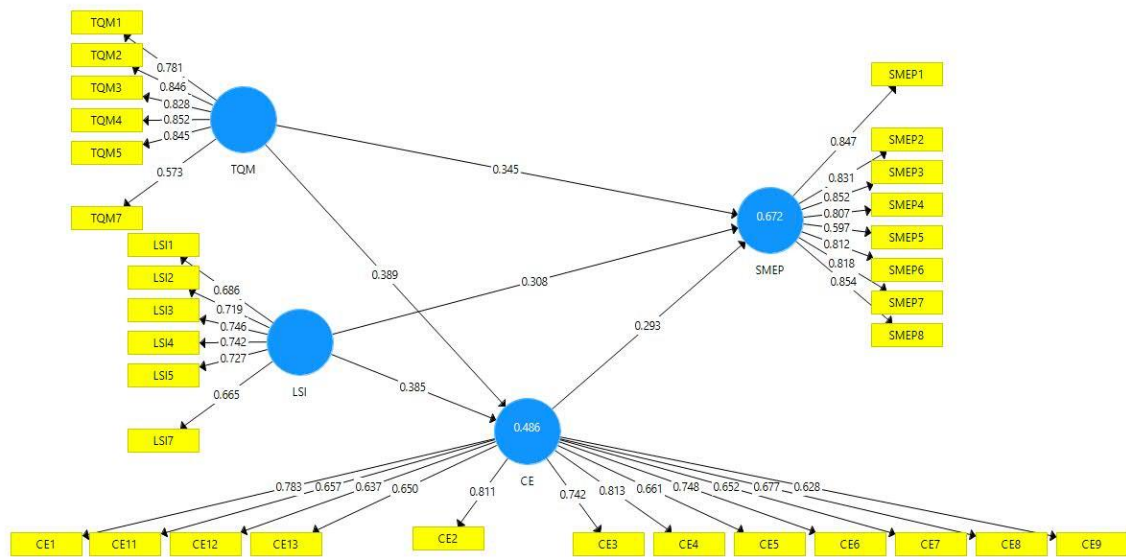 TQM1
TQM2
TQM3
TQM4
TQM5
TQM7
0.781
0.846
0.828
0.852
0.845
0.573
TQM
LSI1
LSI2
LSI3
LSI4
LSI5
LSI7
0.686
0.719
0.746
0.742
0.727
0.665
LSI
0.345
0.389
0.308
0.385
0.293
0.672
SMEP
0.847
0.831
0.852
0.807
0.597
0.812
0.818
0.854
SMEP1
SMEP2
SMEP3
SMEP4
SMEP5
SMEP6
SMEP7
SMEP8
0.486
CE
0.783
0.657
0.637
0.650
0.811
0.742
0.813
0.661
0.748
0.652
0.677
0.628
CE1
CE11
CE12
CE13
CE2
CE3
CE4
CE5
CE6
CE7
CE8
CE9